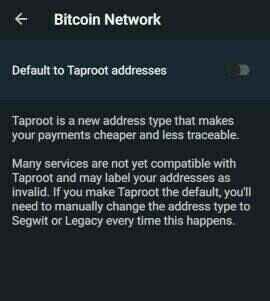 Bitcoin Network
Default to Taproot addresses
Taproot is a new address type that makes
your payments cheaper and less traceable.
Many services are not yet compatible with
Taproot and may label your addresses as
invalid. If you make Taproot the default, you'll
need to manually change the address type to
Segwit or Legacy every time this happens.